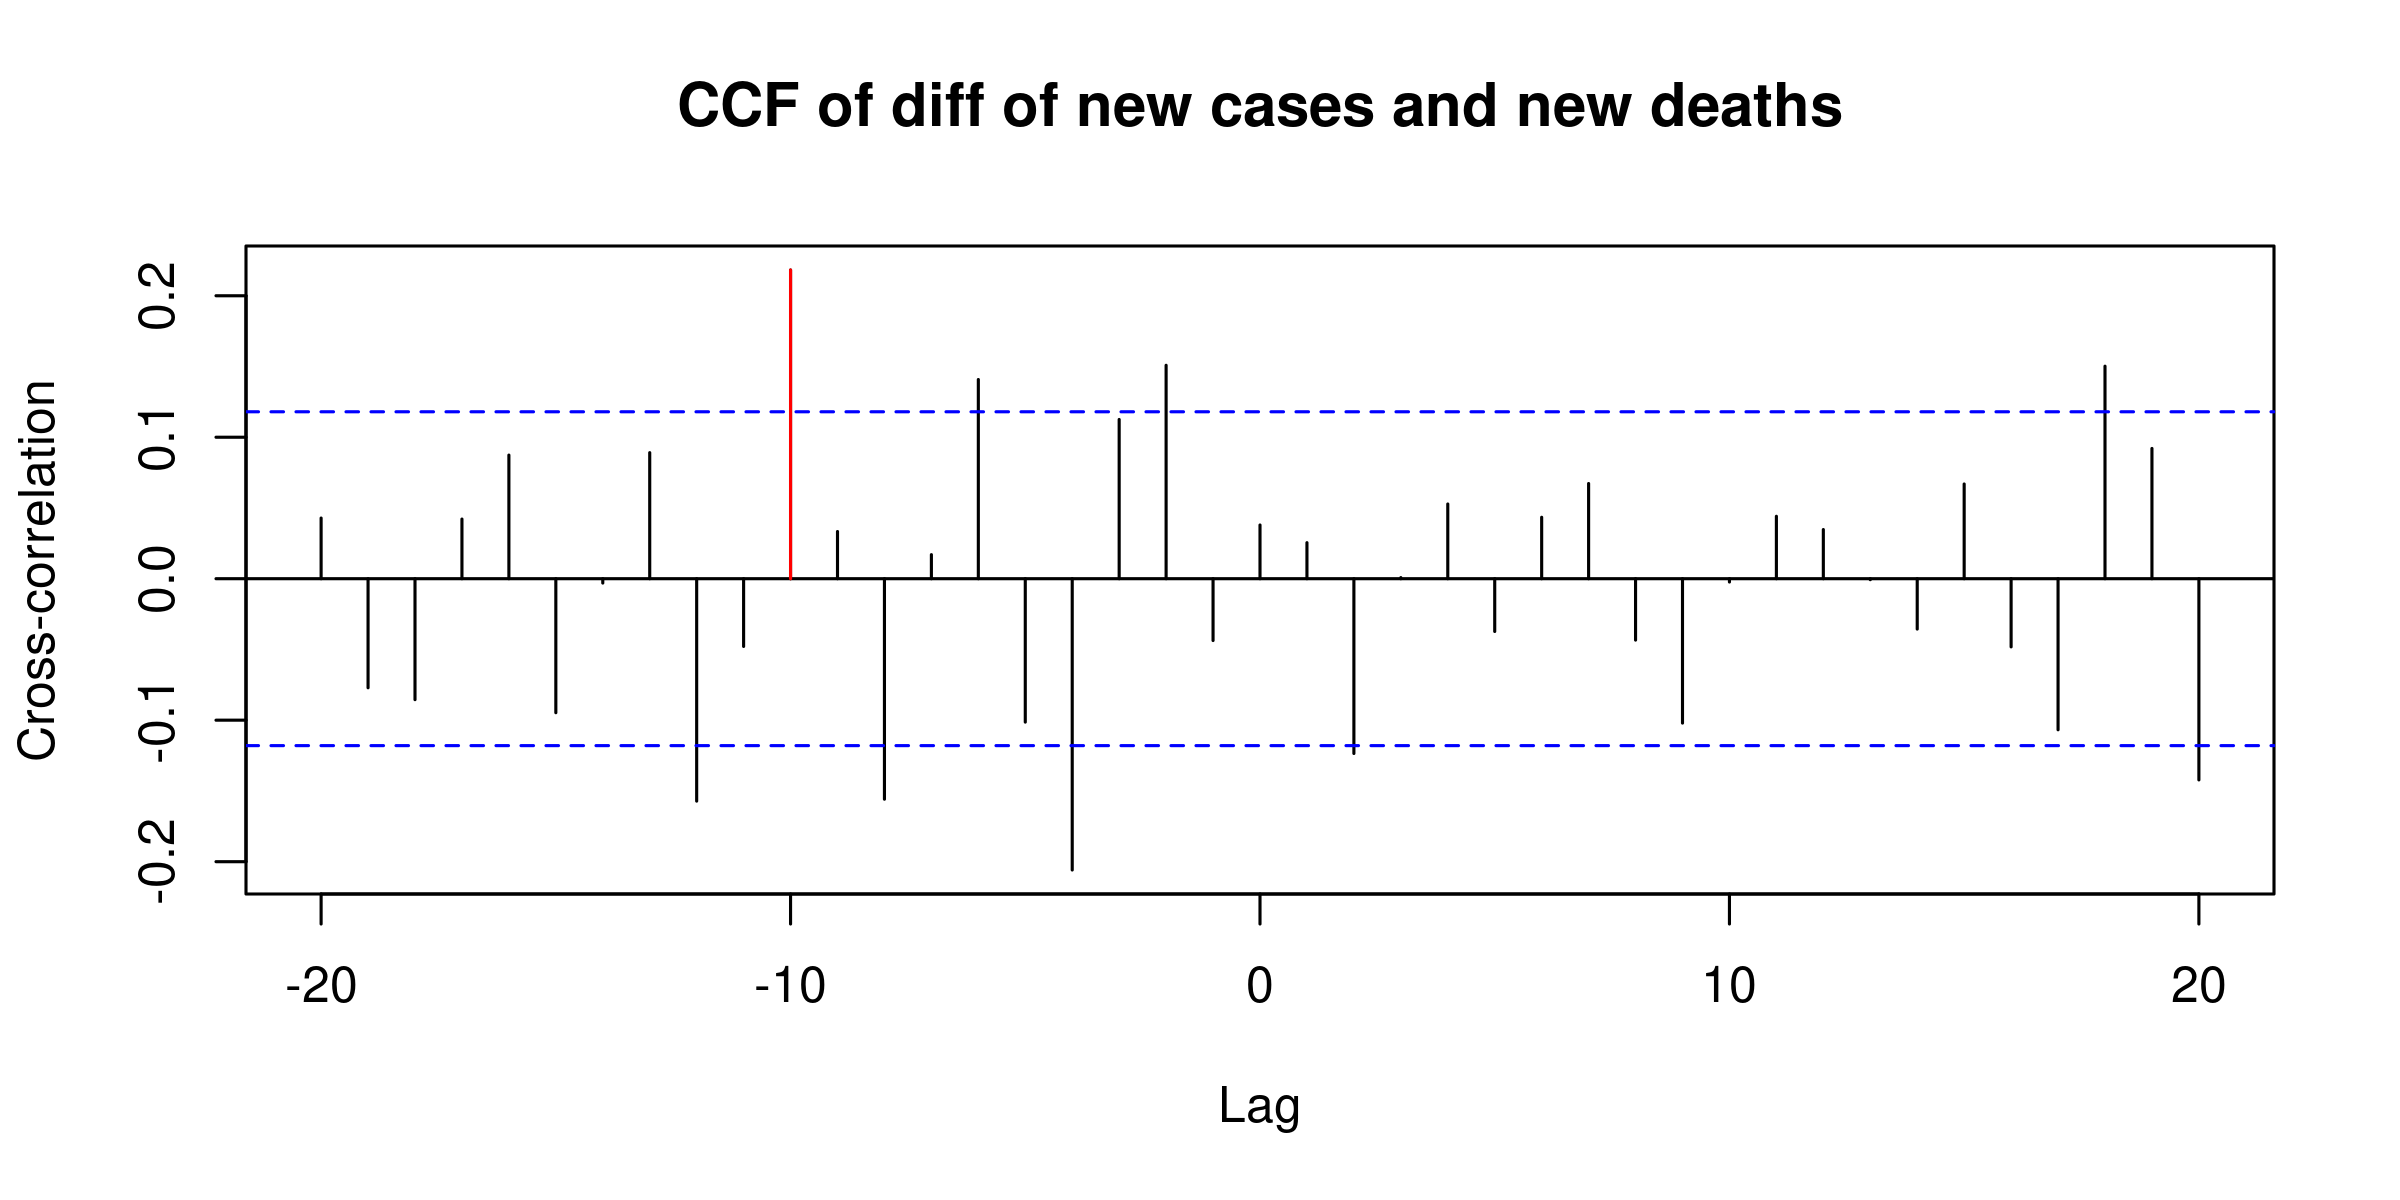 CCF of diff of new cases and new deaths
Cross-correlation
0.2
0.1
0.0
-0.1
-0.2
-20 -10 0 10 20
Lag